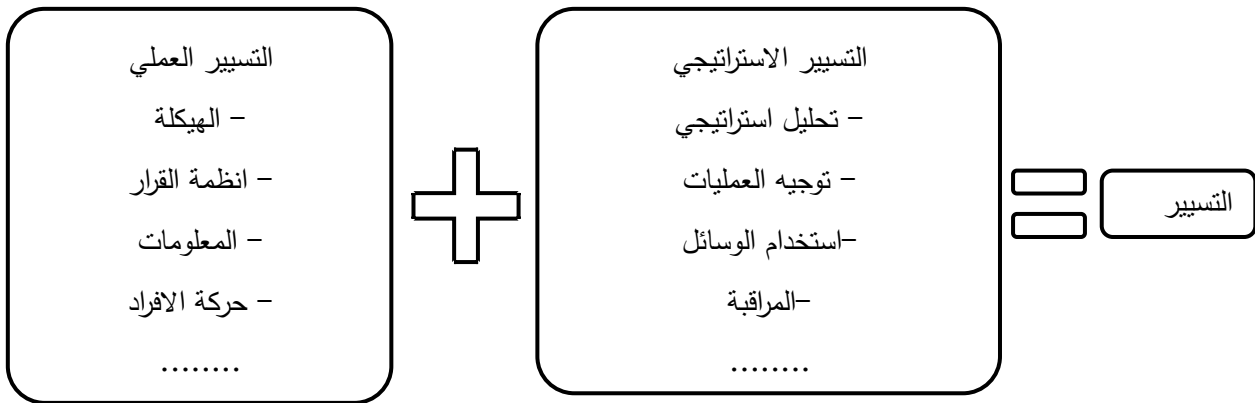 التسيير
التسيير الاستراتيجي
- تحليل استراتيجي
- توجيه العمليات
-استخدام الوسائل
-المراقبة
........
التسيير العملي
- الهيكلة
- انظمة القرار
- المعلومات
- حركة الافراد
........